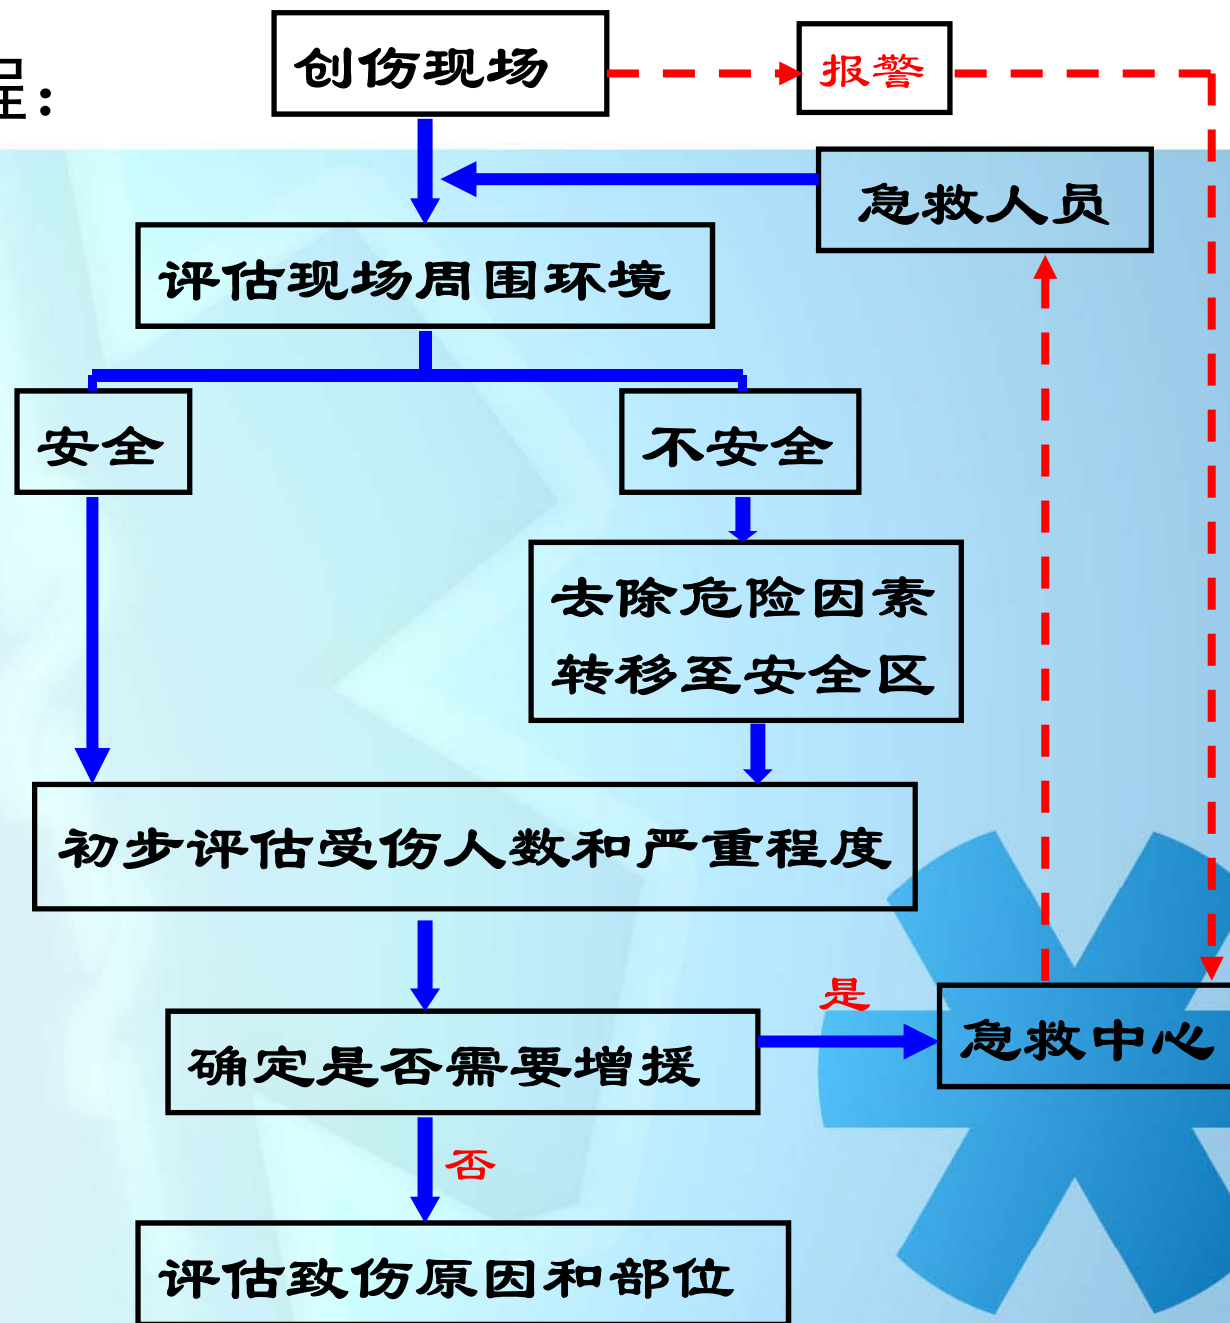 程：
创伤现场
报警
急救人员
评估现场周围环境
安全
不安全
去除危险因素
转移至安全区
初步评估受伤人数和严重程度
是
确定是否需要增援
急救中心
否
评估致伤原因和部位